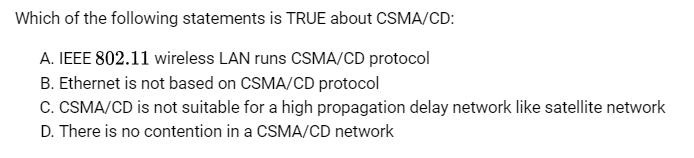 Which of the following statements is TRUE about CSMA/CD:
A. IEEE 802.11 wireless LAN runs CSMA/CD protocol
B. Ethernet is not based on CSMA/CD protocol
C. CSMA/CD is not suitable for a high propagation delay network like satellite network
D. There is no contention in a CSMA/CD network